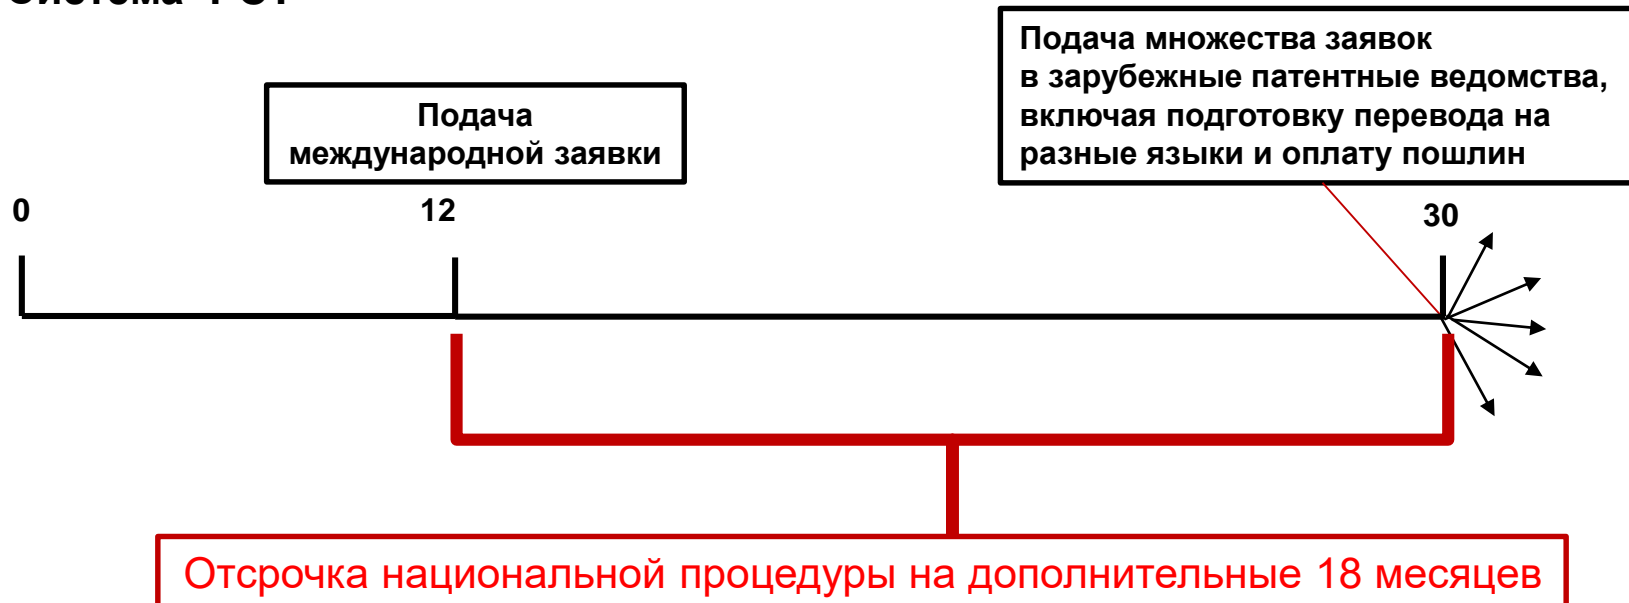 Система
Подача множества заявок
в зарубежные патентные ведомства,
включая подготовку перевода на
разные языки и оплату пошлин
Подача
международной заявки
0
12
30
Отсрочка национальной процедуры на дополнительные 18 месяцев